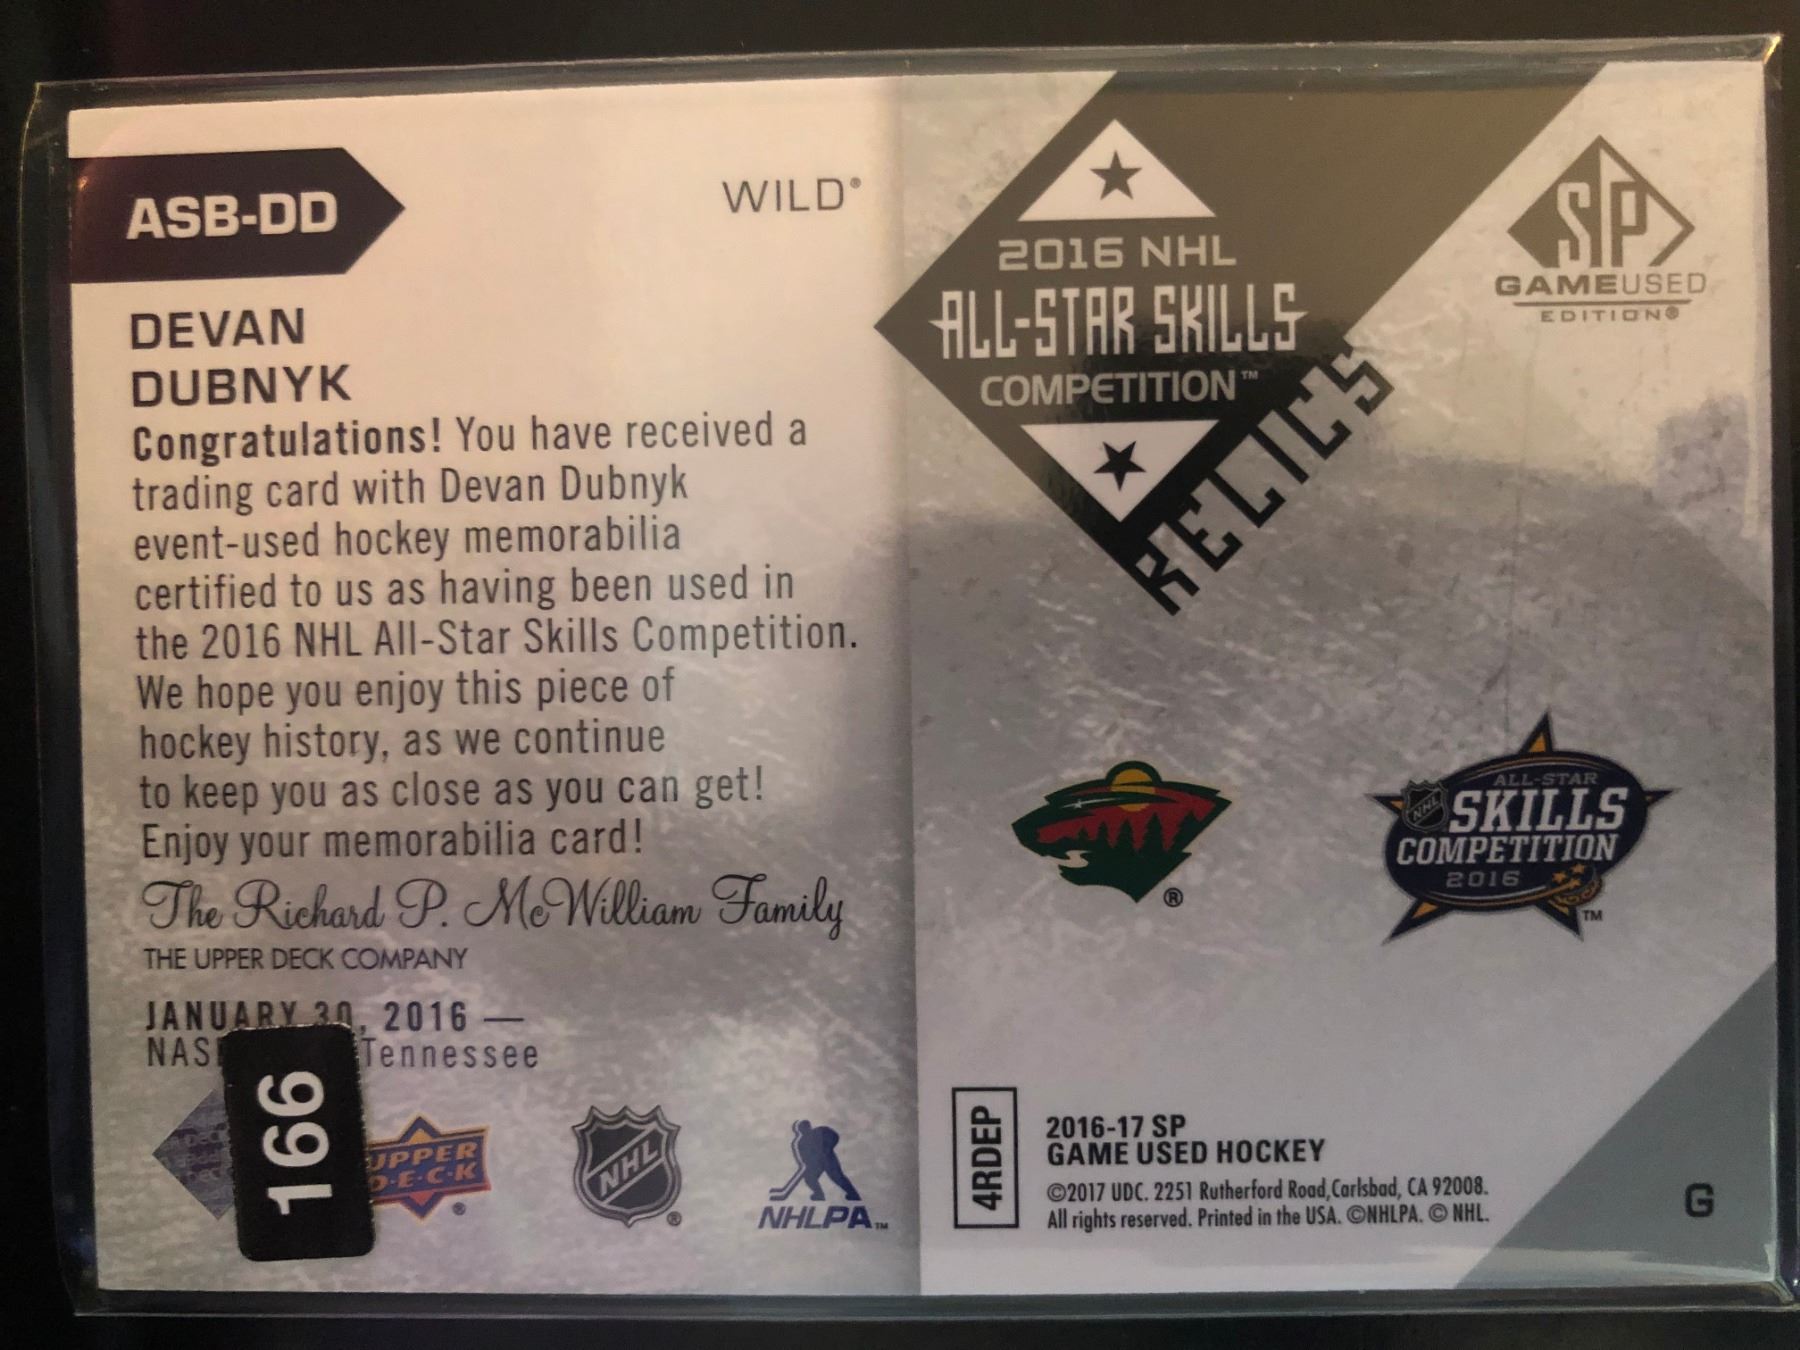 ASB-DD
WILD®
DEVAN
DUBNYK
Congratulations! You have received a
trading card with Devan Dubnyk
event-used hockey memorabilia
certified to us as having been used in
the 2016 NHL All-Star Skills Competition.
We hope you enjoy this piece of
hockey history, as we continue
to keep you as close as you can get!
Enjoy your memorabilia card!
The Richard P. McWilliam Family
THE UPPER DECK COMPANY
JANUARY 30, 2016 —
Tennessee
166
UPPER
D·E·C·K
®
NHL
®
NHLPA™
2016 NHL
ALL-STAR SKILLS
COMPETITION™
RELICS
SP
GAMEUSED
EDITION®
®
ALL-STAR
NHL SKILLS
COMPETITION
2016
TM
4RDEP
2016-17 SP
GAME USED HOCKEY
©2017 UDC. 2251 Rutherford Road, Carlsbad, CA 92008.
All rights reserved. Printed in the USA. ©NHLPA. © NHL.
G